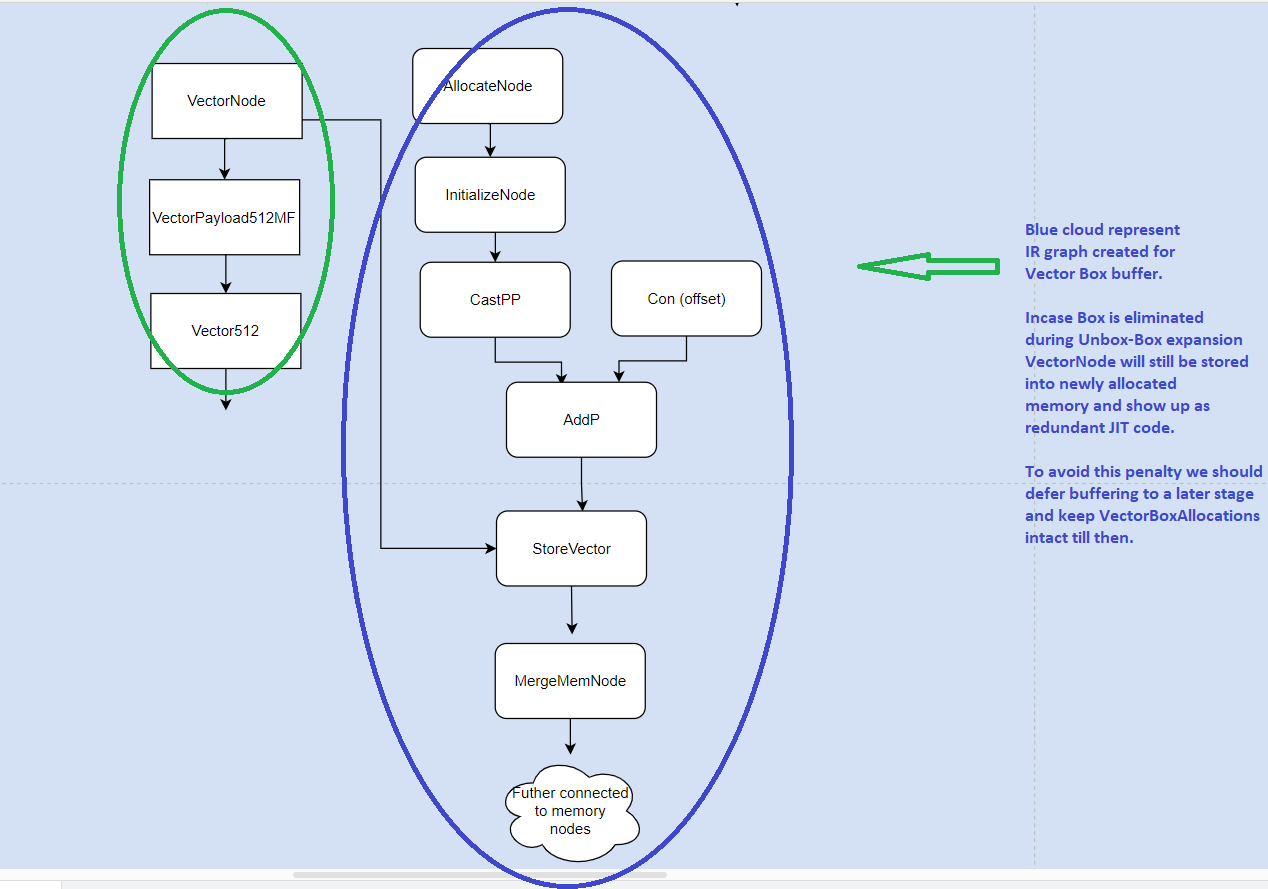 VectorNode
VectorPayload512MF
Vector512
AllocateNode
InitializeNode
CastPP
Con (offset)
AddP
StoreVector
MergeMemNode
Futher connected
to memory
nodes
Blue cloud represent
IR graph created for
Vector Box buffer.
Incase Box is eliminated
during Unbox-Box expansion
VectorNode will still be stored
into newly allocated
memory and show up as
redundant JIT code.
To avoid this penalty we should
defer buffering to a later stage
and keep VectorBoxAllocations
intact till then.